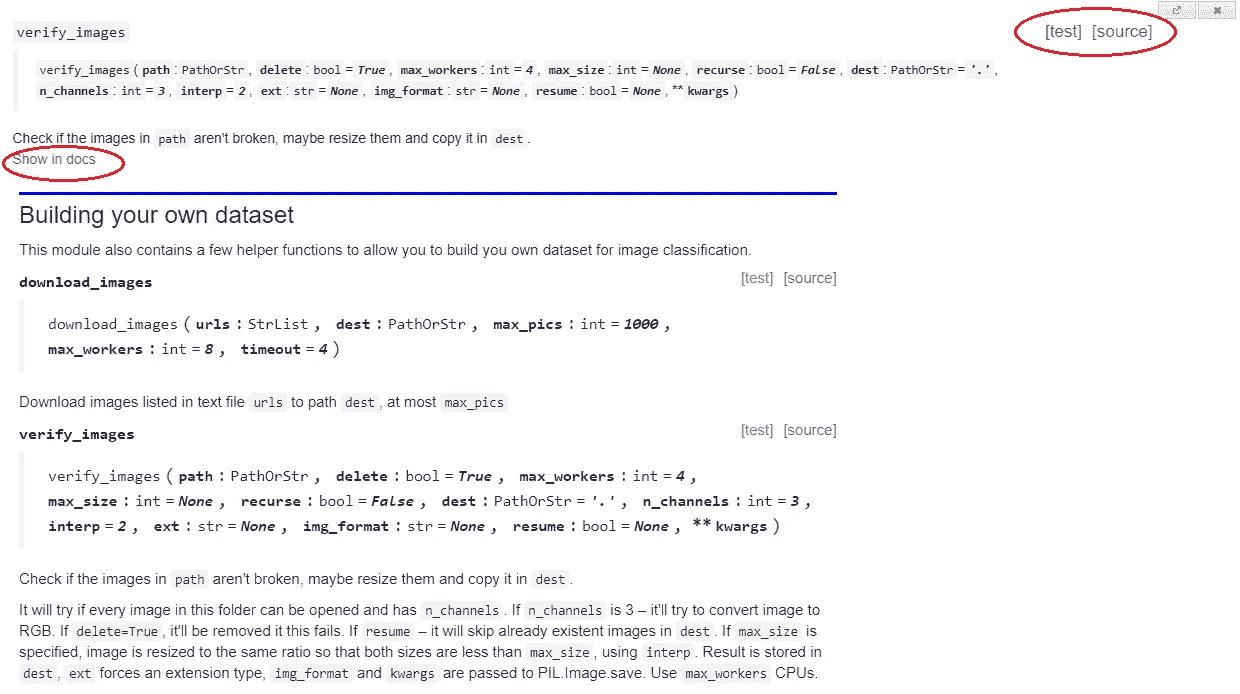 verify_images
[test] [source]
verify_images ( path : PathOrStr , delete : bool = True , max_workers : int = 4 , max_size : int = None , recurse : bool = False , dest : PathOrStr = '.' ,
n_channels : int = 3 , interp = 2 , ext : str = None , img_format : str = None , resume : bool = None , ** kwargs )
Check if the images in path aren't broken, maybe resize them and copy it in dest .
Show in docs
Building your own dataset
This module also contains a few helper functions to allow you to build you own dataset for image classification.
download_images
[test] [source]
download_images ( urls : StrList , dest : PathOrStr , max_pics : int = 1000 ,
max_workers : int = 8 , timeout = 4 )
Download images listed in text file urls to path dest , at most max_pics
verify_images
[test] [source]
verify_images ( path : PathOrStr , delete : bool = True , max_workers : int = 4 ,
max_size : int = None , recurse : bool = False , dest : PathOrStr = '.' , n_channels : int = 3 ,
interp = 2 , ext : str = None , img_format : str = None , resume : bool = None , ** kwargs )
Check if the images in path aren't broken, maybe resize them and copy it in dest .
It will try if every image in this folder can be opened and has n_channels . If n_channels is 3 – it'll try to convert image to
RGB. If delete=True , it'll be removed it this fails. If resume – it will skip already existent images in dest . If max_size is
specified, image is resized to the same ratio so that both sizes are less than max_size , using interp . Result is stored in
dest , ext forces an extension type, img_format and kwargs are passed to PIL.Image.save. Use max_workers CPUs.